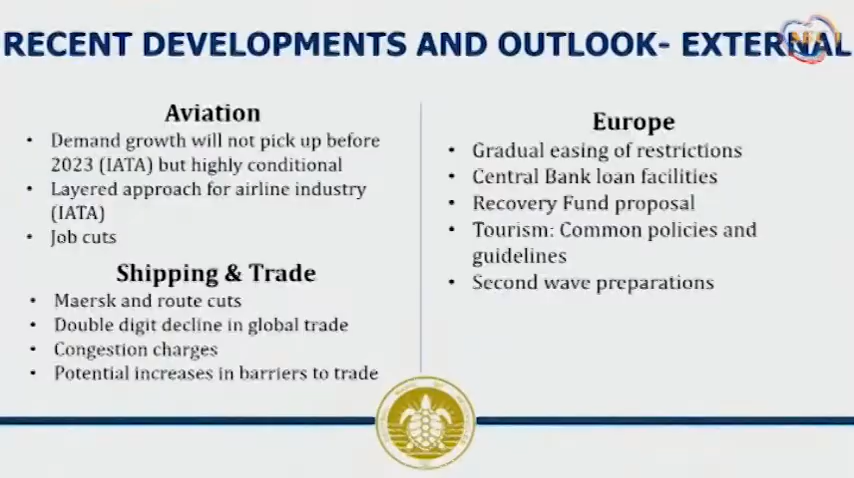 RECENT DEVELOPMENTS AND OUTLOOK- EXTERNAL
Aviation
• Demand growth will not pick up before
2023 (IATA) but highly conditional
• Layered approach for airline industry
(IATA)
• Job cuts
Shipping & Trade
• Maersk and route cuts
• Double digit decline in global trade
• Congestion charges
• Potential increases in barriers to trade
Europe
• Gradual easing of restrictions
• Central Bank loan facilities
• Recovery Fund proposal
• Tourism: Common policies and
guidelines
• Second wave preparations